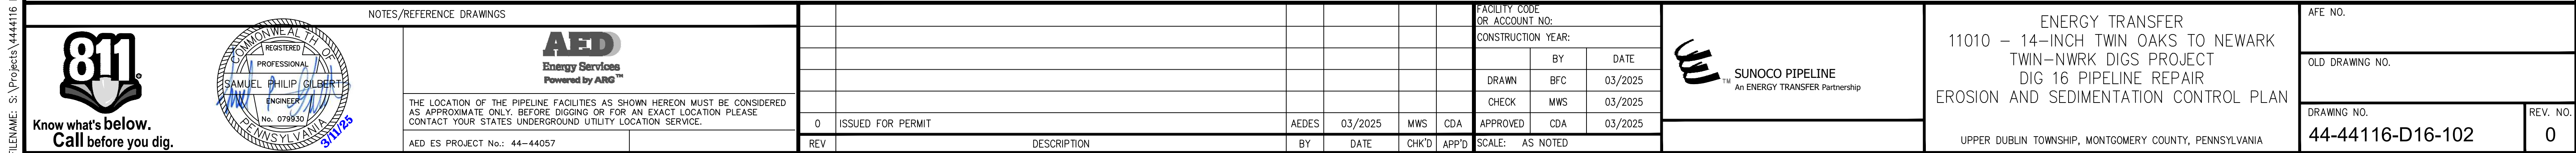 FILENAME: S:\Projects\4444116
NOTES/REFERENCE DRAWINGS
811
Know what's below.
Call before you dig.
COMMONWEALTH OF
REGISTERED
PROFESSIONAL
SAMUEL PHILIP GILBERT
ENGINEER
No. 079930
PENNSYLVANIA
3/11/25
AED
Energy Services
Powered by ARG™
THE LOCATION OF THE PIPELINE FACILITIES AS SHOWN HEREON MUST BE CONSIDERED
AS APPROXIMATE ONLY. BEFORE DIGGING OR FOR AN EXACT LOCATION PLEASE
CONTACT YOUR STATES UNDERGROUND UTILITY LOCATION SERVICE.
AED ES PROJECT No.: 44-44057
0 ISSUED FOR PERMIT AEDES 03/2025 MWS CDA
REV DESCRIPTION BY DATE CHK'D APP'D
FACILITY CODE
OR ACCOUNT NO:
CONSTRUCTION YEAR:
BY DATE
DRAWN BFC 03/2025
CHECK MWS 03/2025
APPROVED CDA 03/2025
SCALE: AS NOTED
TM
SUNOCO PIPELINE
An ENERGY TRANSFER Partnership
ENERGY TRANSFER
11010 - 14-INCH TWIN OAKS TO NEWARK
TWIN-NWRK DIGS PROJECT
DIG 16 PIPELINE REPAIR
EROSION AND SEDIMENTATION CONTROL PLAN
UPPER DUBLIN TOWNSHIP, MONTGOMERY COUNTY, PENNSYLVANIA
AFE NO.
OLD DRAWING NO.
DRAWING NO.
44-44116-D16-102
REV. NO.
0